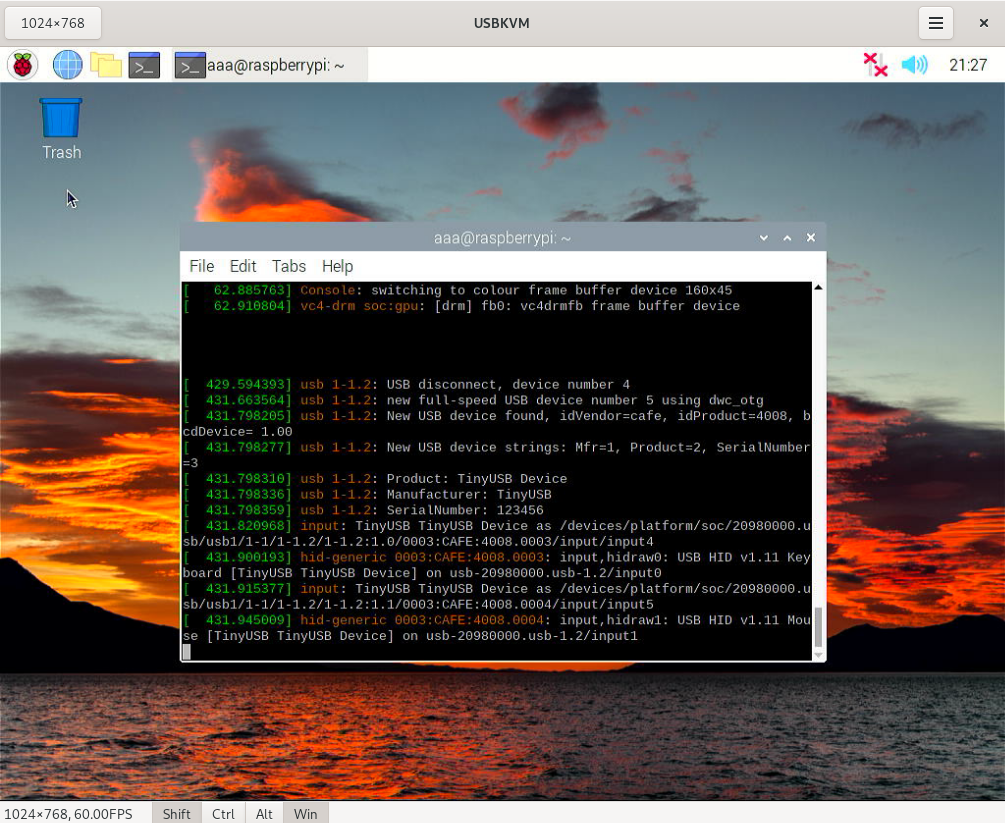 1024×768
USBKVM
aaa@raspberrypi: ~
21:27
Trash
aaa@raspberrypi: ~
File Edit Tabs Help
[   62.885763] Console: switching to colour frame buffer device 160x45
[   62.910804] vc4-drm soc:gpu: [drm] fb0: vc4drmfb frame buffer device
[  429.594393] usb 1-1.2: USB disconnect, device number 4
[  431.663564] usb 1-1.2: new full-speed USB device number 5 using dwc_otg
[  431.798205] usb 1-1.2: New USB device found, idVendor=cafe, idProduct=4008, b
cdDevice= 1.00
[  431.798277] usb 1-1.2: New USB device strings: Mfr=1, Product=2, SerialNumber
=3
[  431.798310] usb 1-1.2: Product: TinyUSB Device
[  431.798336] usb 1-1.2: Manufacturer: TinyUSB
[  431.798359] usb 1-1.2: SerialNumber: 123456
[  431.820968] input: TinyUSB TinyUSB Device as /devices/platform/soc/20980000.u
sb/usb1/1-1/1-1.2/1-1.2:1.0/0003:CAFE:4008.0003/input/input4
[  431.900193] hid-generic 0003:CAFE:4008.0003: input,hidraw0: USB HID v1.11 Key
board [TinyUSB TinyUSB Device] on usb-20980000.usb-1.2/input0
[  431.915377] input: TinyUSB TinyUSB Device as /devices/platform/soc/20980000.u
sb/usb1/1-1/1-1.2/1-1.2:1.1/0003:CAFE:4008.0004/input/input5
[  431.945009] hid-generic 0003:CAFE:4008.0004: input,hidraw1: USB HID v1.11 Mou
se [TinyUSB TinyUSB Device] on usb-20980000.usb-1.2/input1
1024×768, 60.00FPS Shift Ctrl Alt Win